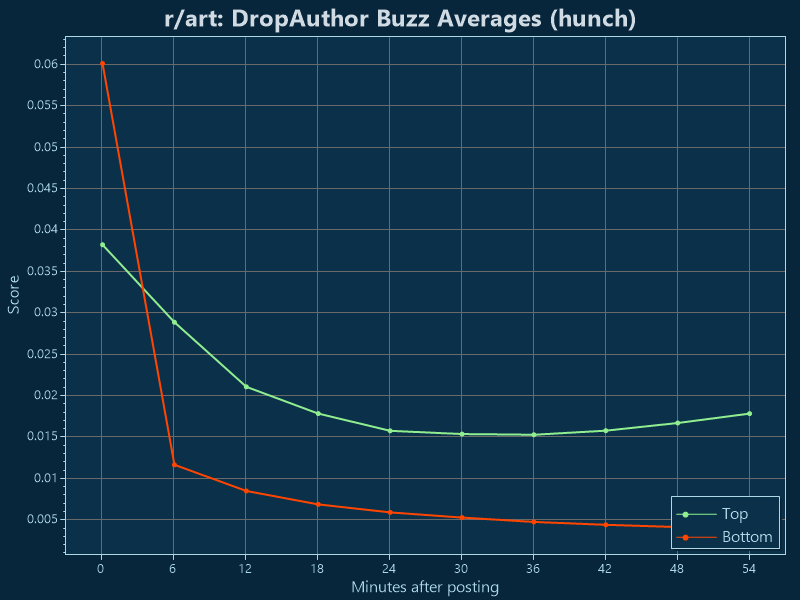 r/art: DropAuthor Buzz Averages (hunch)
0.06
0.055
0.05
0.045
0.04
0.035
0.03
0.025
0.02
0.015
0.01
0.005
Score
0 6 12 18 24 30 36 42 48 54
Minutes after posting
Top
Bottom